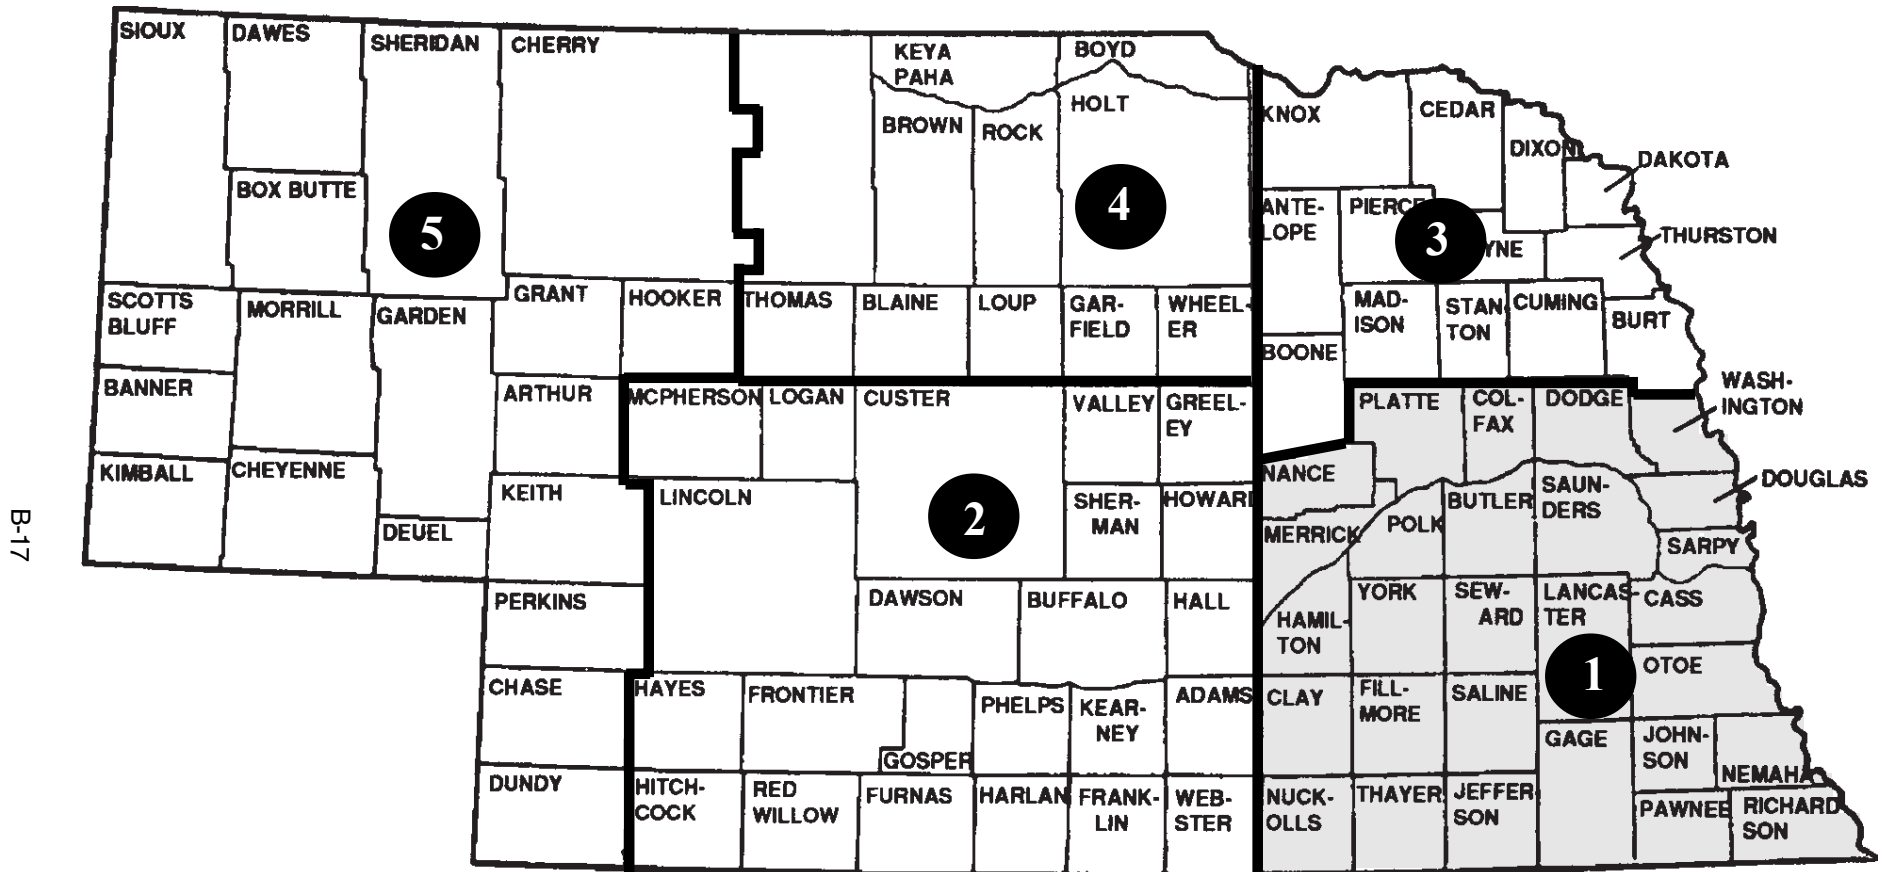 SIOUX
DAWES
SHERIDAN
CHERRY
KEYA
PAHA
BOYD
HOLT
BROWN
ROCK
KNOX
CEDAR
DIXON
DAKOTA
BOX BUTTE
5
4
ANTE-
LOPE
PIERCE
3
YNE
THURSTON
SCOTTS
BLUFF
MORRILL
GARDEN
GRANT
HOOKER
THOMAS
BLAINE
LOUP
GAR-
FIELD
WHEEL-
ER
MAD-
ISON
STAN-
TON
CUMING
BURT
BOONE
BANNER
ARTHUR
MCPHERSON
LOGAN
CUSTER
VALLEY
GREEL-
EY
PLATTE
COL-
FAX
DODGE
WASH-
INGTON
KIMBALL
CHEYENNE
KEITH
LINCOLN
2
SHER-
MAN
HOWARD
NANCE
MERRICK
POLK
BUTLER
SAUN-
DERS
DOUGLAS
SARPY
DEUEL
B-17
PERKINS
DAWSON
BUFFALO
HALL
HAMIL-
TON
YORK
SEW-
ARD
LANCAS-
TER
CASS
CHASE
HAYES
FRONTIER
GOSPER
PHELPS
KEAR-
NEY
ADAMS
CLAY
FILL-
MORE
SALINE
1
OTOE
GAGE
JOHN-
SON
NEMAHA
DUNDY
HITCH-
COCK
RED
WILLOW
FURNAS
HARLAN
FRANK-
LIN
WEB-
STER
NUCK-
OLLS
THAYER
JEFFER-
SON
PAWNEE
RICHARD
SON